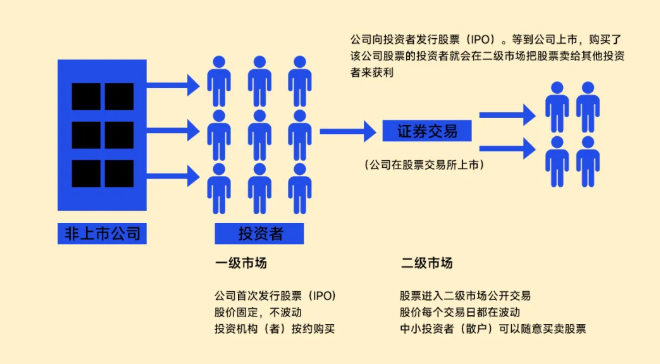 公司向投资者发行股票（IPO）。等到公司上市，购买了
该公司股票的投资者就会在二级市场把股票卖给其他投资
者来获利
证券交易
(公司在股票交易所上市)
非上市公司
投资者
一级市场
公司首次发行股票（IPO)
股价固定，不波动
投资机构（者）按约购买
二级市场
股票进入二级市场公开交易
股价每个交易日都在波动
中小投资者（散户）可以随意买卖股票